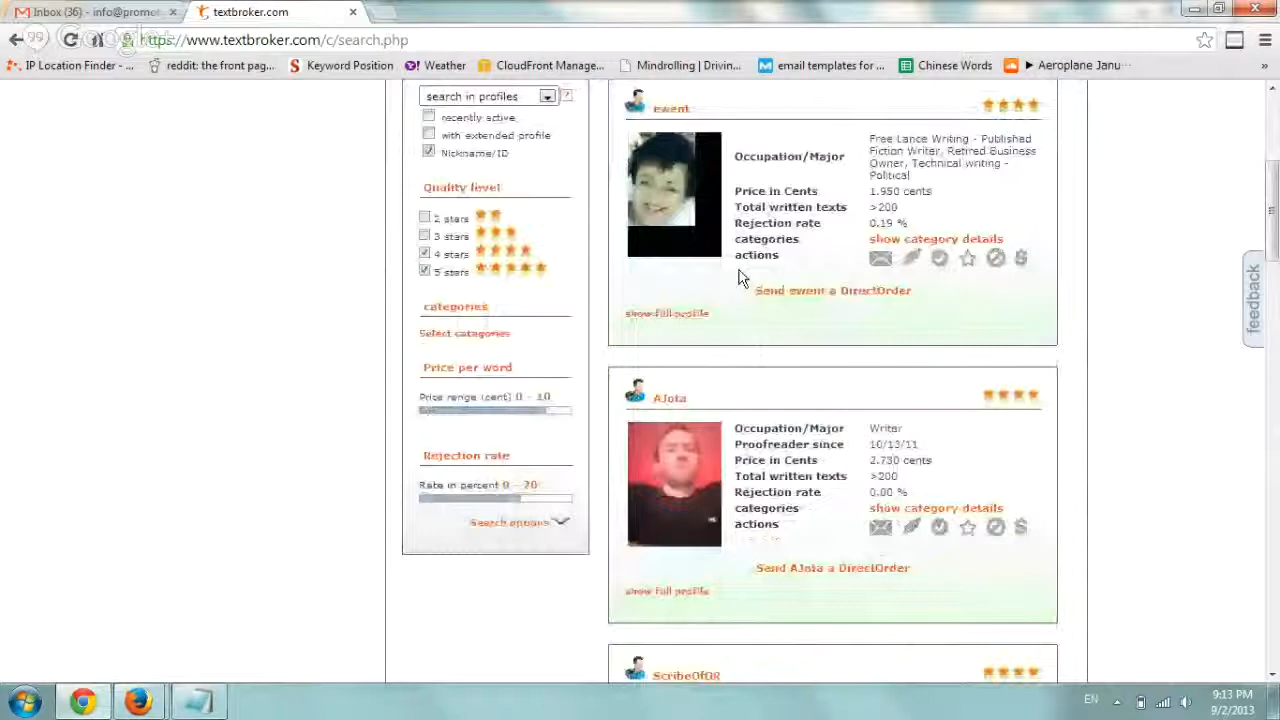 Inbox (36) - info@promot
textbroker.com
99
https://www.textbroker.com/c/search.php
IP Location Finder - ...
reddit: the front pag...
Keyword Position
Weather
CloudFront Manage...
Mindrolling | Drivin...
email templates for ...
Chinese Words
► Aeroplane Janu···
»
search in profiles
?
recently active
with extended profile
Nickname/ID
Quality level
2 stars
3 stars
4 stars
5 stars
categories
Select categories
Price per word
Price range (cent) 0 - 10
Rejection rate
Rate in percent 0 - 20
Search options
ewent
Occupation/Major
Free Lance Writing - Published
Fiction Writer, Retired Business
Owner, Technical writing -
Political
Price in Cents 1.950 cents
Total written texts >200
Rejection rate 0.19 %
categories show category details
actions
Send ewent a DirectOrder
show full profile
AJota
Occupation/Major Writer
Proofreader since 10/13/11
Price in Cents 2.730 cents
Total written texts >200
Rejection rate 0.00 %
categories show category details
actions
Send AJota a DirectOrder
show full profile
ScribeOfGR
feedback
EN
9:13 PM
9/2/2013